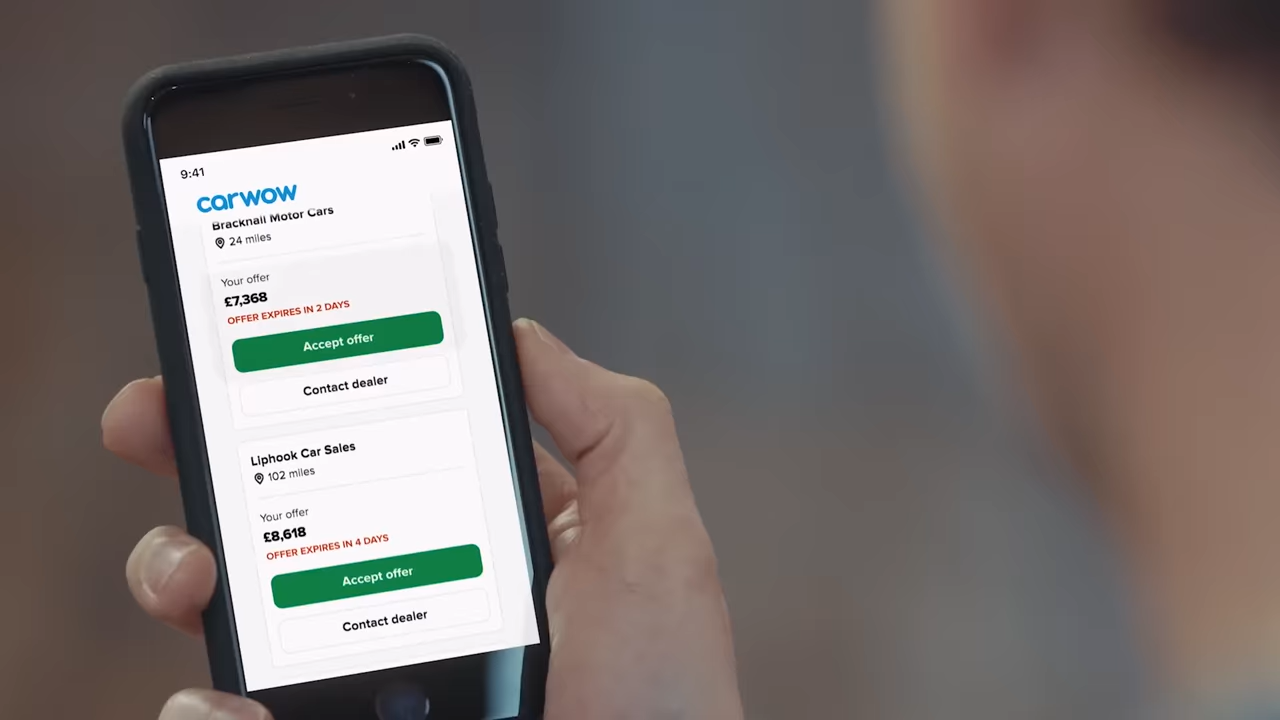 9:41
carwow
Bracknall Motor Cars
24 miles
Your offer
£7,368
OFFER EXPIRES IN 2 DAYS
Accept offer
Contact dealer
Liphook Car Sales
102 miles
Your offer
£8,618
OFFER EXPIRES IN 4 DAYS
Accept offer
Contact dealer